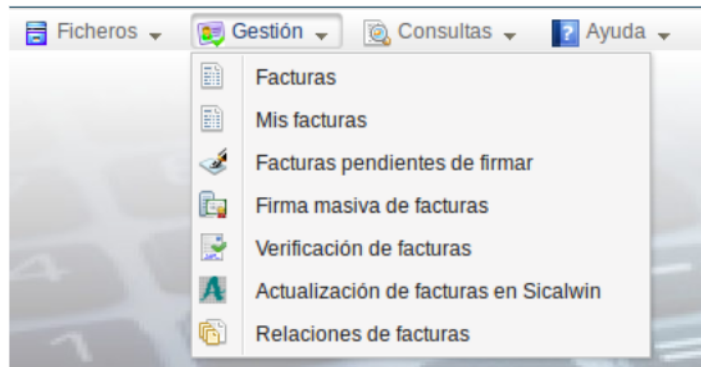 Ficheros Gestión Consultas Ayuda
Facturas
Mis facturas
Facturas pendientes de firmar
Firma masiva de facturas
Verificación de facturas
Actualización de facturas en Sicalwin
Relaciones de facturas